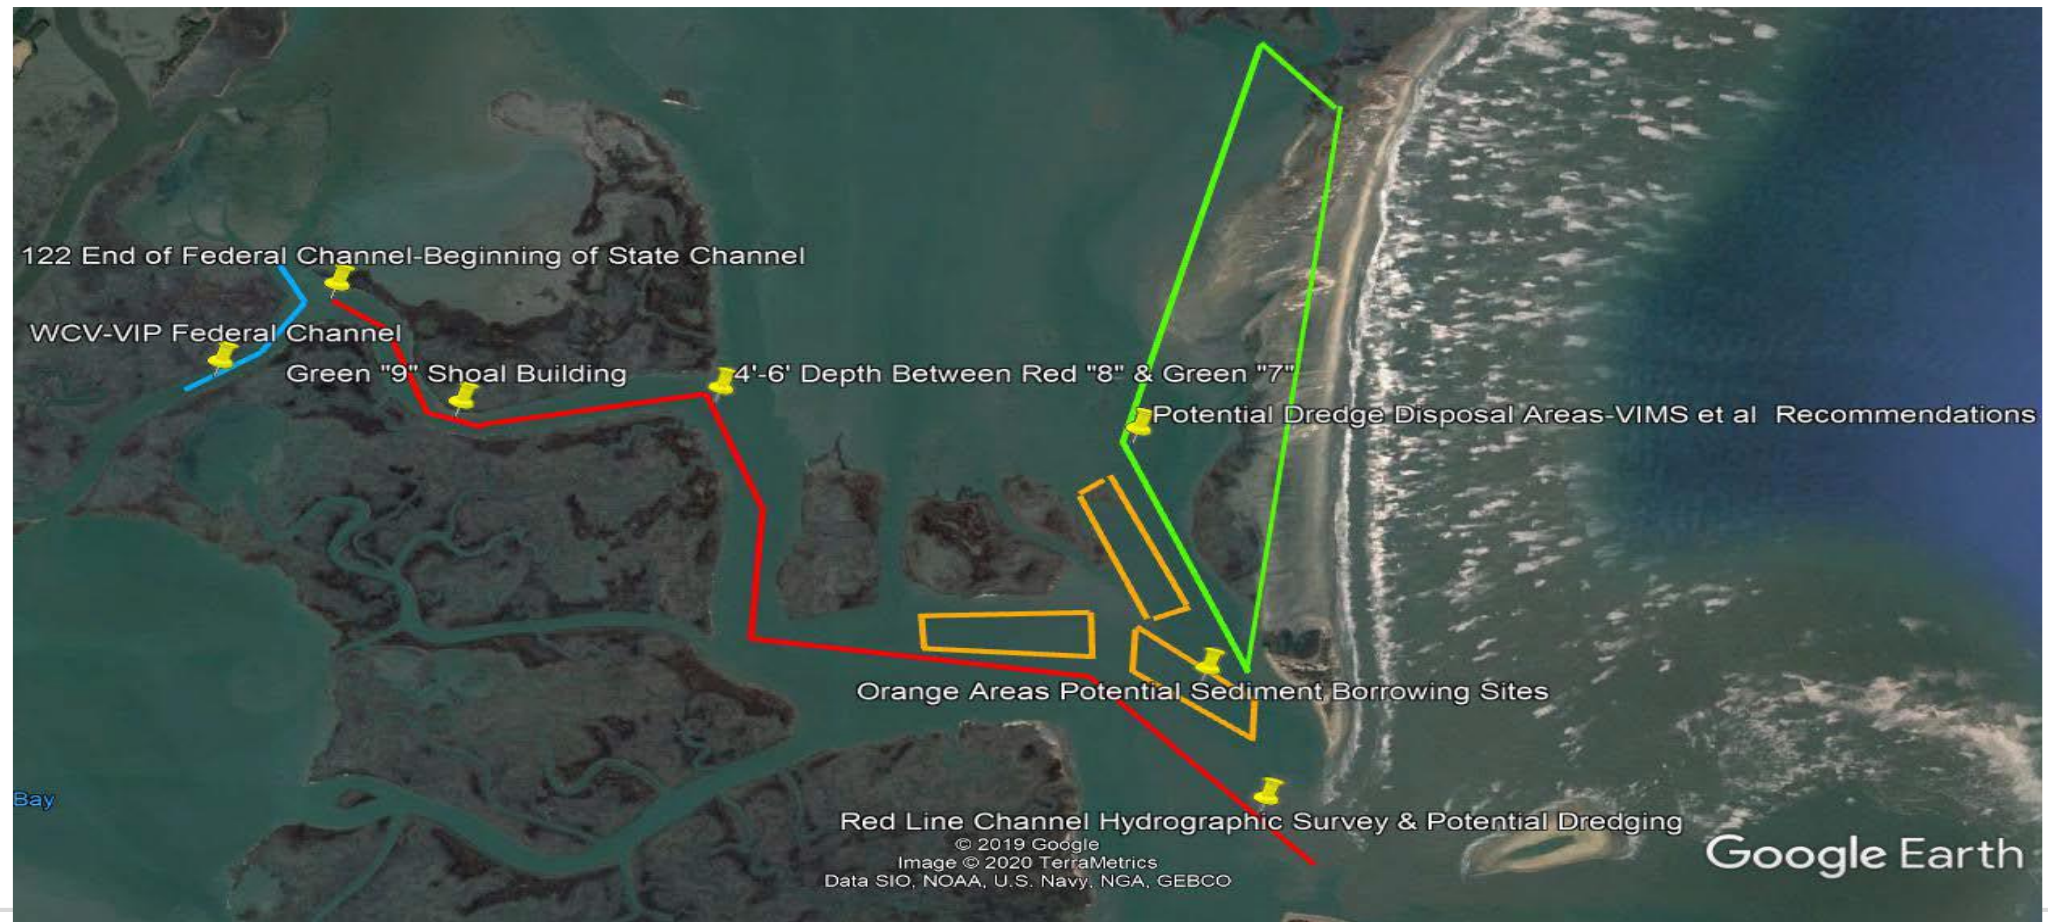 122 End of Federal Channel-Beginning of State Channel
WCV-VIP Federal Channel
Green "9" Shoal Building
4'-6' Depth Between Red "8" & Green "7"
Potential Dredge Disposal Areas-VIMS et al  Recommendations
Orange Areas Potential Sediment Borrowing Sites
Bay
Red Line Channel Hydrographic Survey & Potential Dredging
© 2019 Google
Image © 2020 TerraMetrics
Data SIO, NOAA, U.S. Navy, NGA, GEBCO
Google Earth